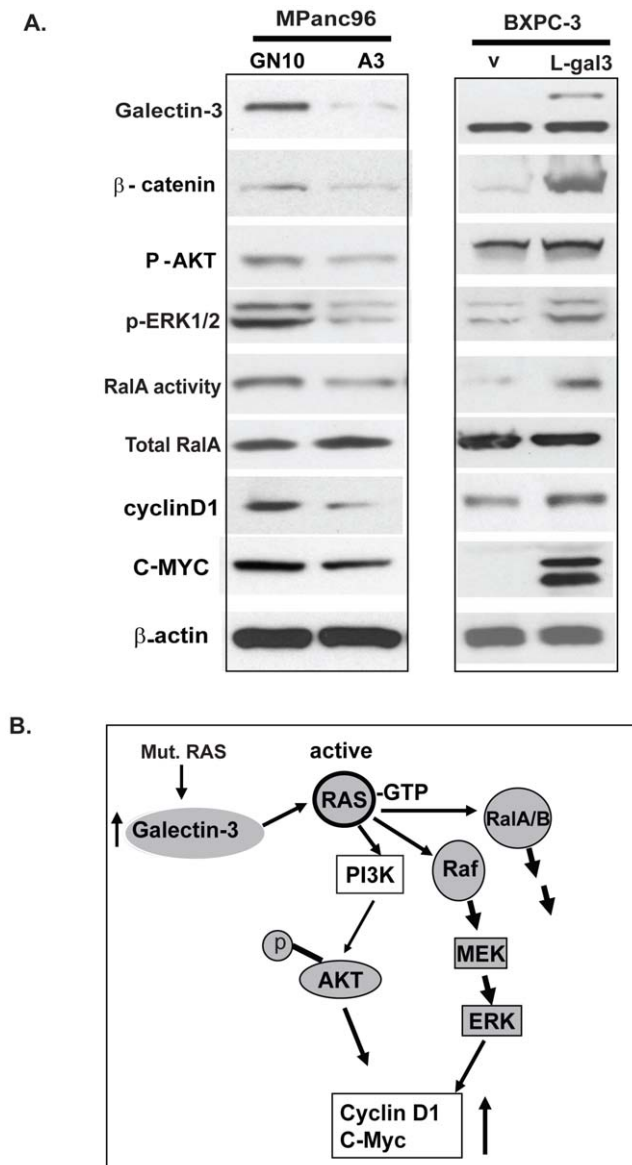 A.
MPanc96 BXPC-3
GN10 A3 v L-gal3
Galectin-3
β- catenin
P-AKT
p-ERK1/2
RalA activity
Total RalA
cyclinD1
C-MYC
β-actin
B.
Mut. RAS active
RAS -GTP
Galectin-3 RalA/B
PI3K Raf
p
AKT MEK
ERK
Cyclin D1
C-Myc